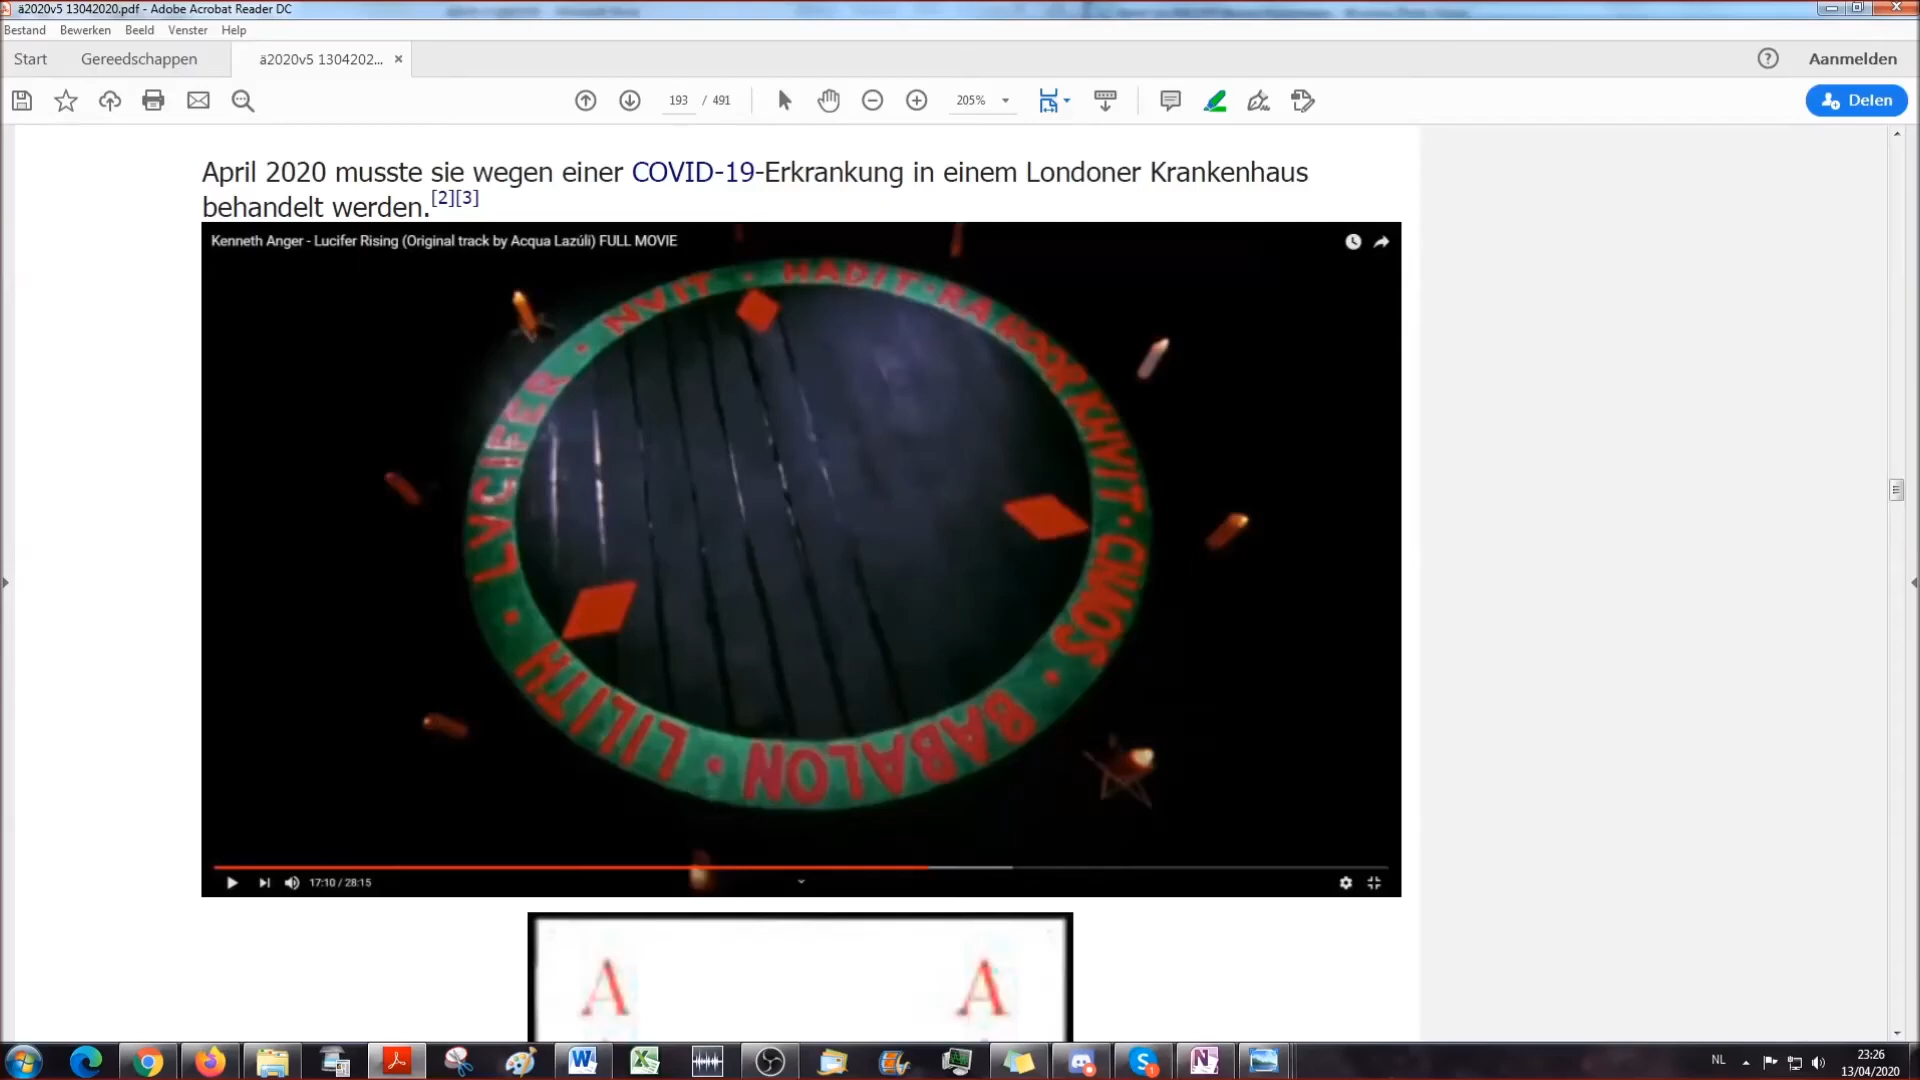 ä2020v5 13042020.pdf - Adobe Acrobat Reader DC
Bestand Bewerken Beeld Venster Help
Start Gereedschappen ä2020v5 1304202... × Aanmelden
193 / 491 205% Delen
April 2020 musste sie wegen einer COVID-19-Erkrankung in einem Londoner Krankenhaus
behandelt werden.[2][3]
Kenneth Anger - Lucifer Rising (Original track by Acqua Lazúli) FULL MOVIE
NVIT · HADIT · RA HOOR KHVIT · CHAOS · BABALON · LILITH · LVCIFER ·
17:10 / 28:15
A A
NL 23:26
13/04/2020